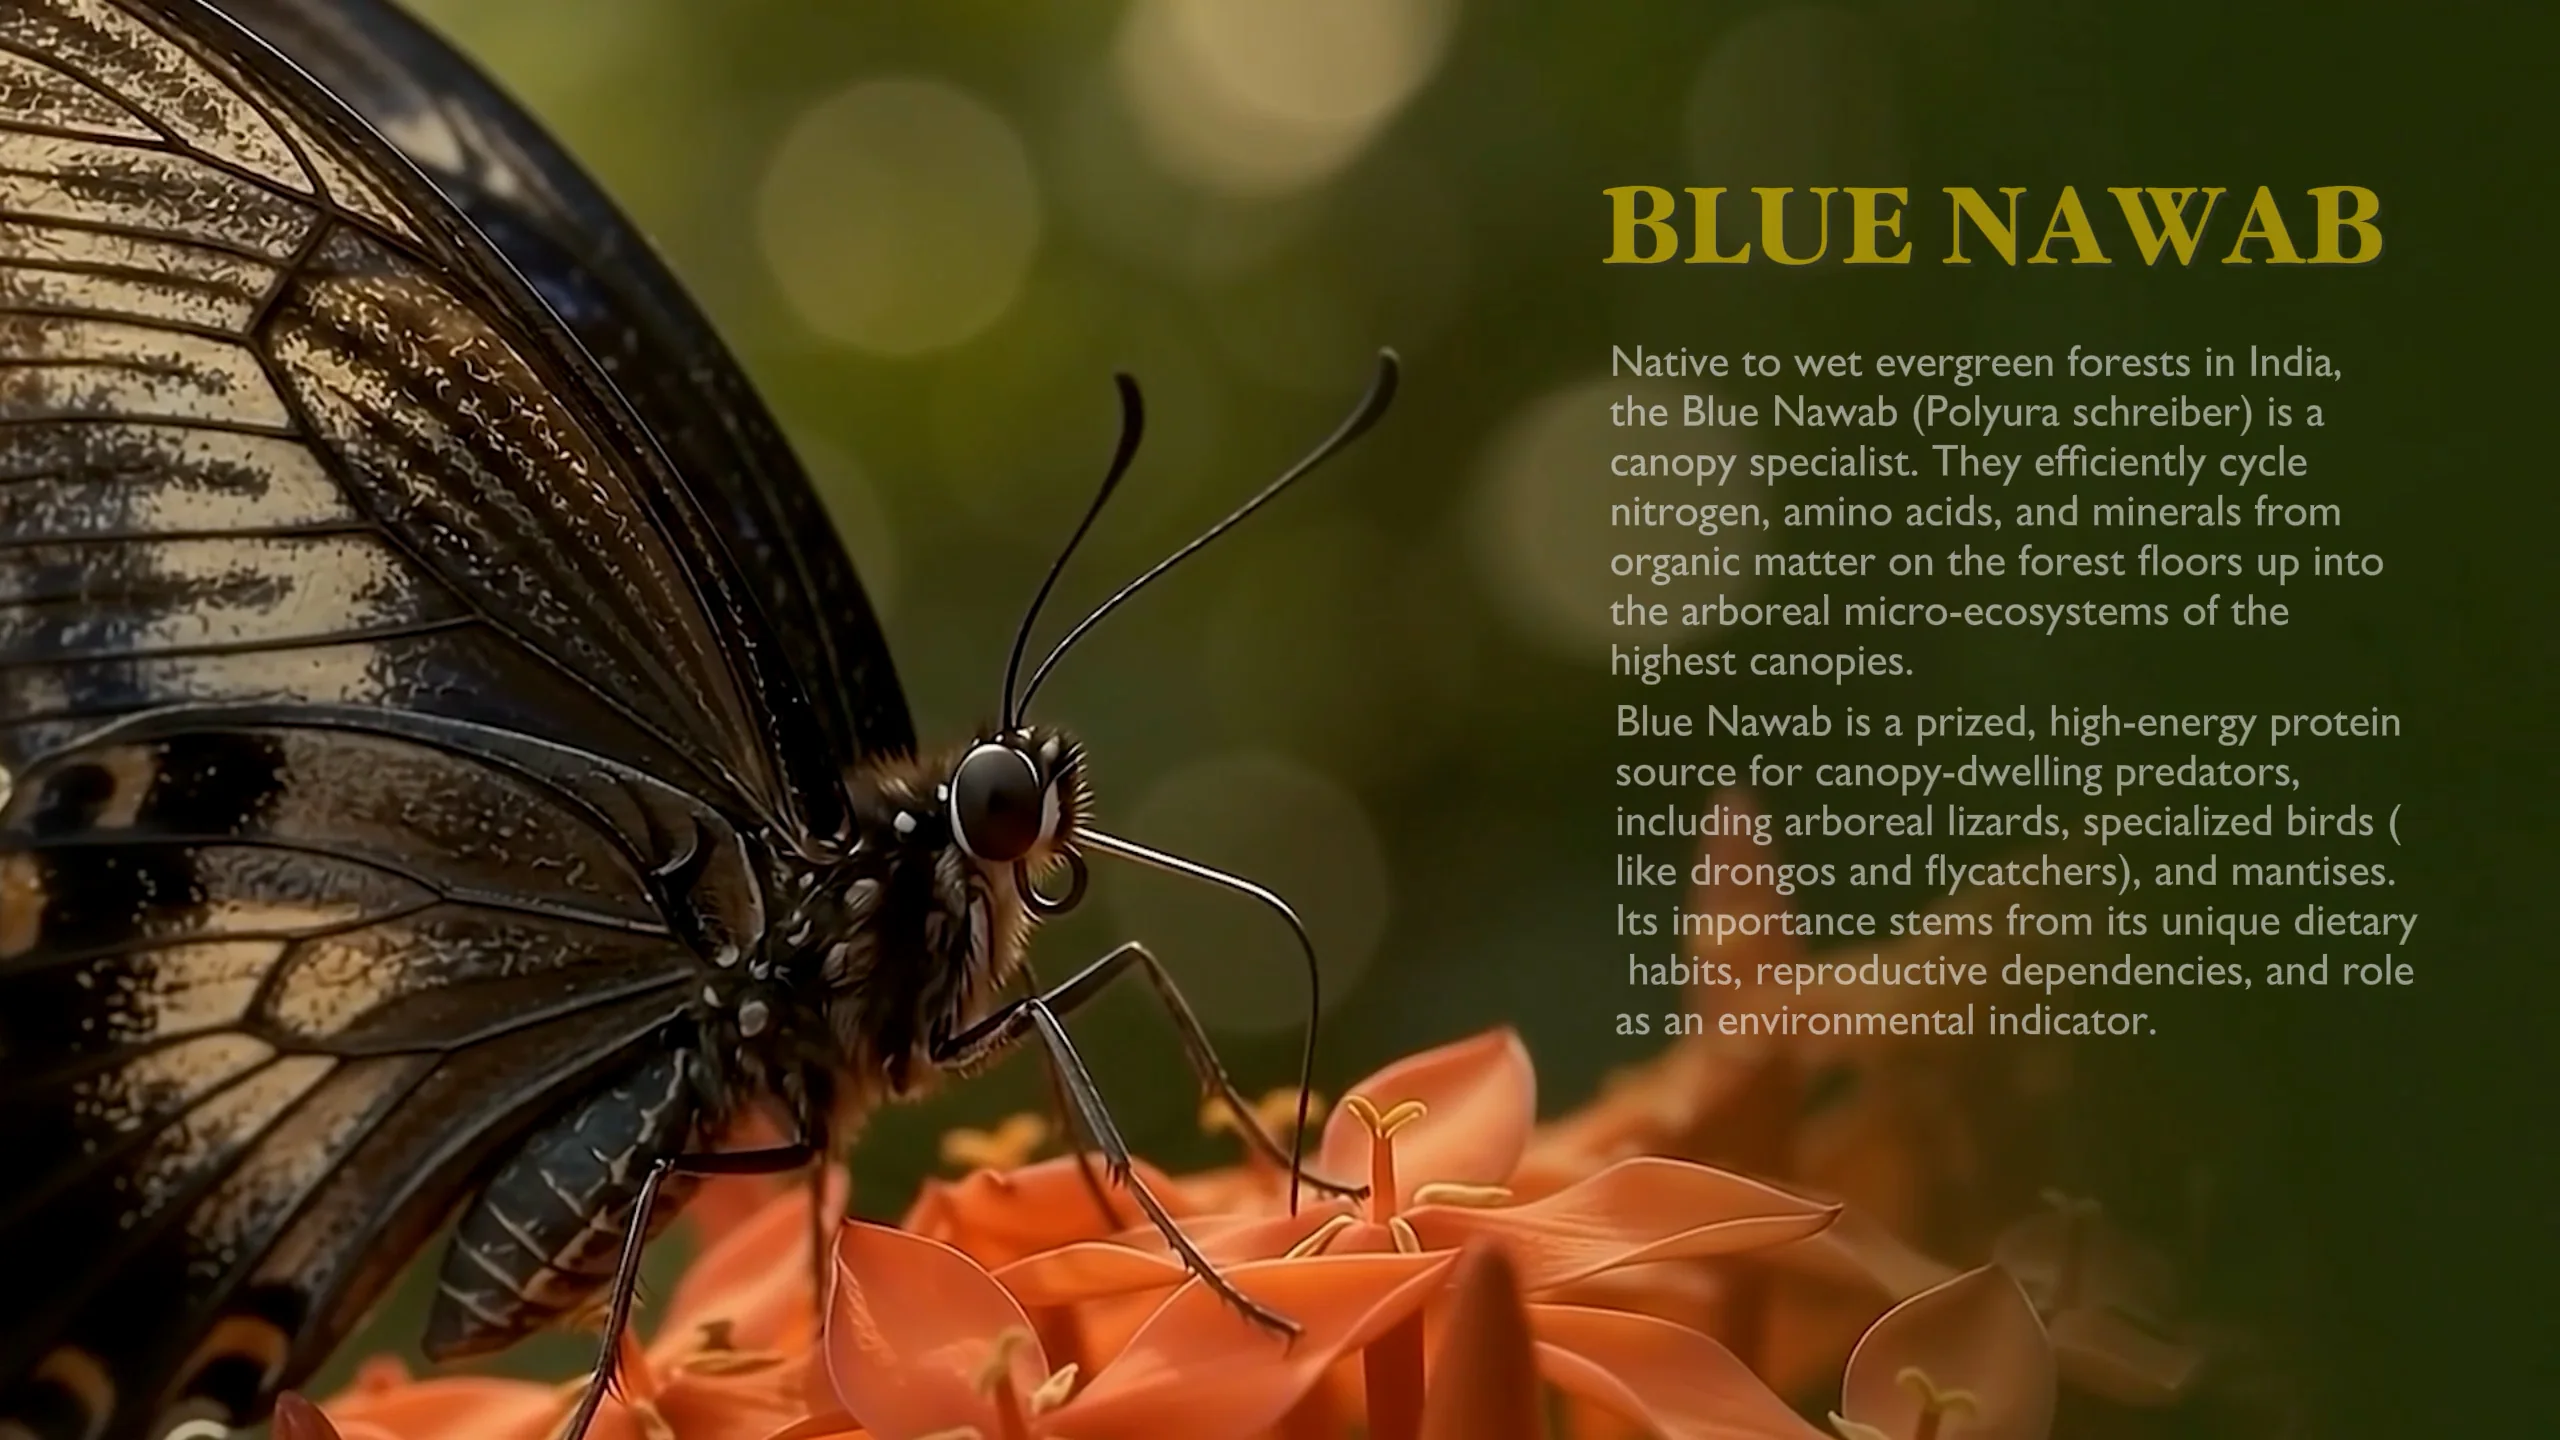 BLUE NAWAB
Native to wet evergreen forests in India,
the Blue Nawab (Polyura schreiber) is a
canopy specialist. They efficiently cycle
nitrogen, amino acids, and minerals from
organic matter on the forest floors up into
the arboreal micro-ecosystems of the
highest canopies.
Blue Nawab is a prized, high-energy protein
source for canopy-dwelling predators,
including arboreal lizards, specialized birds (
like drongos and flycatchers), and mantises.
Its importance stems from its unique dietary
habits, reproductive dependencies, and role
as an environmental indicator.